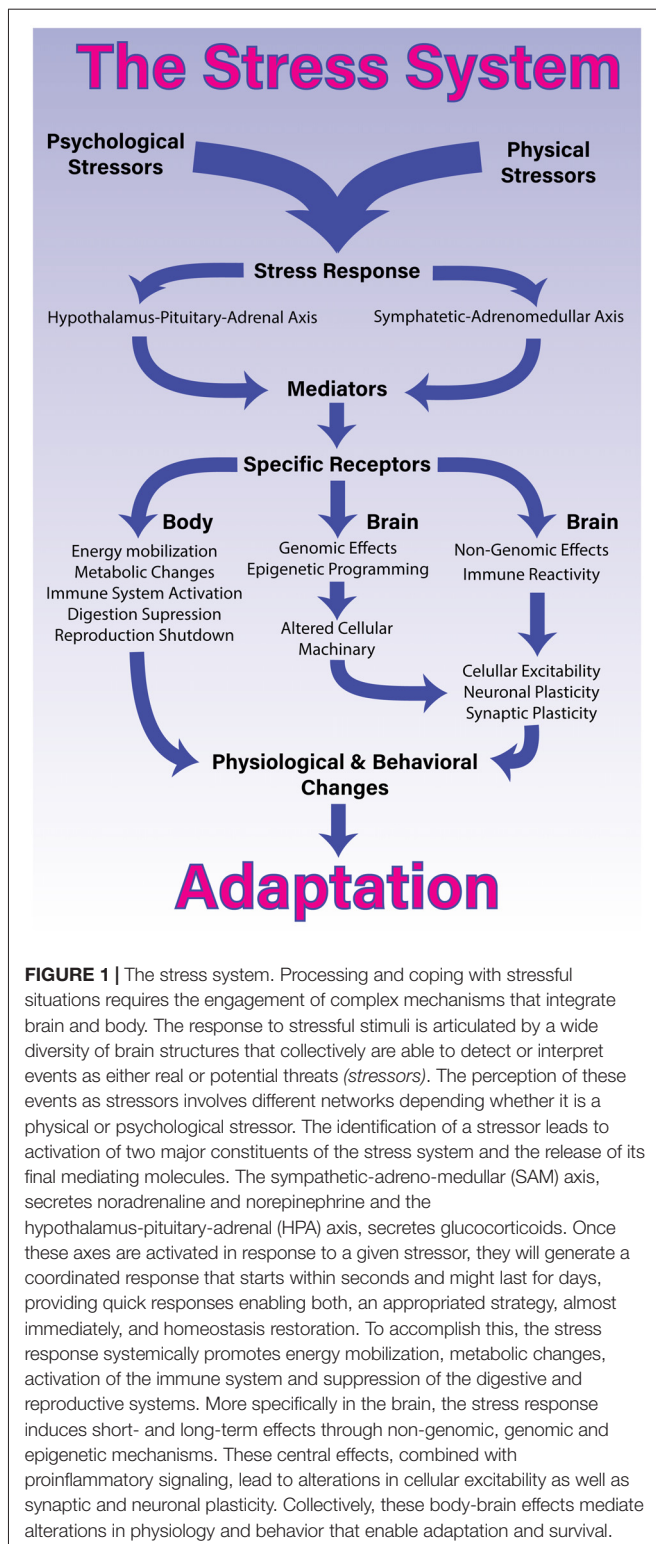 The Stress System
Psychological
Stressors
Physical
Stressors
Stress Response
Hypothalamus-Pituitary-Adrenal Axis
Symphatetic-Adrenomedullar Axis
Mediators
Specific Receptors
Body
Energy mobilization
Metabolic Changes
Immune System Activation
Digestion Supression
Reproduction Shutdown
Brain
Genomic Effects
Epigenetic Programming
Altered Cellular
Machinary
Brain
Non-Genomic Effects
Immune Reactivity
Celullar Excitability
Neuronal Plasticity
Synaptic Plasticity
Physiological & Behavioral
Changes
Adaptation
FIGURE 1 | The stress system. Processing and coping with stressful
situations requires the engagement of complex mechanisms that integrate
brain and body. The response to stressful stimuli is articulated by a wide
diversity of brain structures that collectively are able to detect or interpret
events as either real or potential threats (stressors). The perception of these
events as stressors involves different networks depending whether it is a
physical or psychological stressor. The identification of a stressor leads to
activation of two major constituents of the stress system and the release of its
final mediating molecules. The sympathetic-adreno-medullar (SAM) axis,
secretes noradrenaline and norepinephrine and the
hypothalamus-pituitary-adrenal (HPA) axis, secretes glucocorticoids. Once
these axes are activated in response to a given stressor, they will generate a
coordinated response that starts within seconds and might last for days,
providing quick responses enabling both, an appropriated strategy, almost
immediately, and homeostasis restoration. To accomplish this, the stress
response systemically promotes energy mobilization, metabolic changes,
activation of the immune system and suppression of the digestive and
reproductive systems. More specifically in the brain, the stress response
induces short- and long-term effects through non-genomic, genomic and
epigenetic mechanisms. These central effects, combined with
proinflammatory signaling, lead to alterations in cellular excitability as well as
synaptic and neuronal plasticity. Collectively, these body-brain effects mediate
alterations in physiology and behavior that enable adaptation and survival.